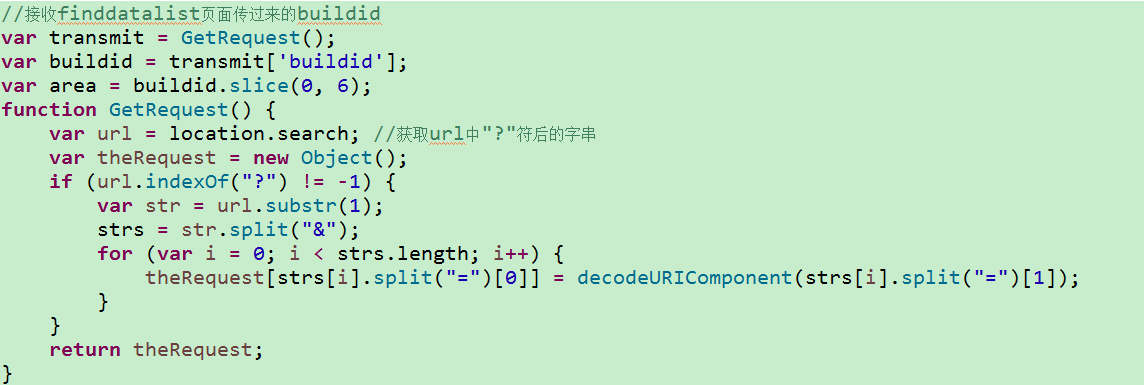 //接收finddatalist页面传过来的buildid
var transmit = GetRequest();
var buildid = transmit['buildid'];
var area = buildid.slice(0, 6);
function GetRequest() {
    var url = location.search; //获取url中"?"符后的字串
    var theRequest = new Object();
    if (url.indexOf("?") != -1) {
        var str = url.substr(1);
        strs = str.split("&");
        for (var i = 0; i < strs.length; i++) {
            theRequest[strs[i].split("=")[0]] = decodeURIComponent(strs[i].split("=")[1]);
        }
    }
    return theRequest;
}